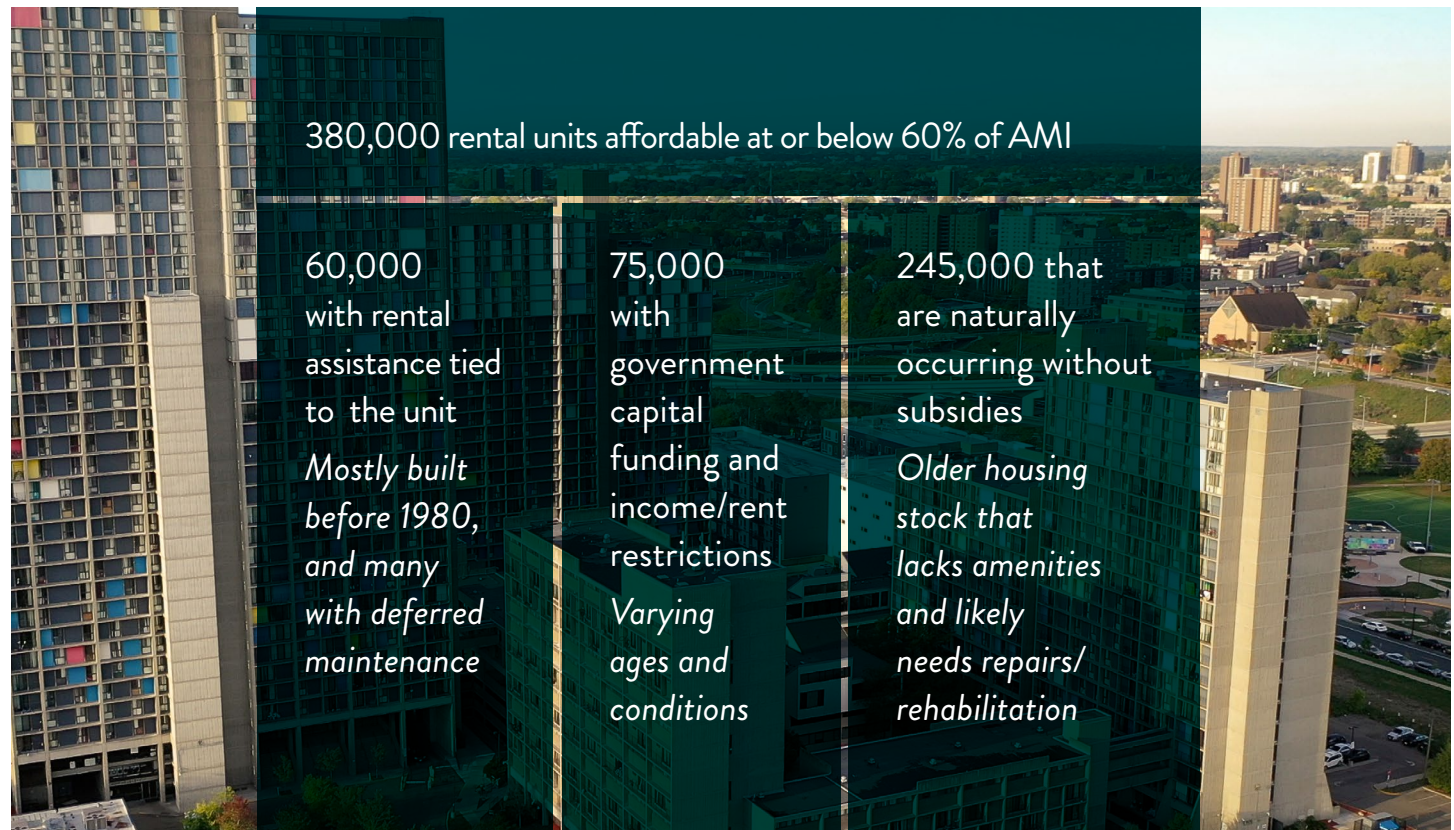 380,000 rental units affordable at or below 60% of AMI
60,000
with rental
assistance tied
to the unit
Mostly built
before 1980,
and many
with deferred
maintenance
75,000
with
government
capital
funding and
income/rent
restrictions
Varying
ages and
conditions
245,000 that
are naturally
occurring without
subsidies
Older housing
stock that
lacks amenities
and likely
needs repairs/
rehabilitation